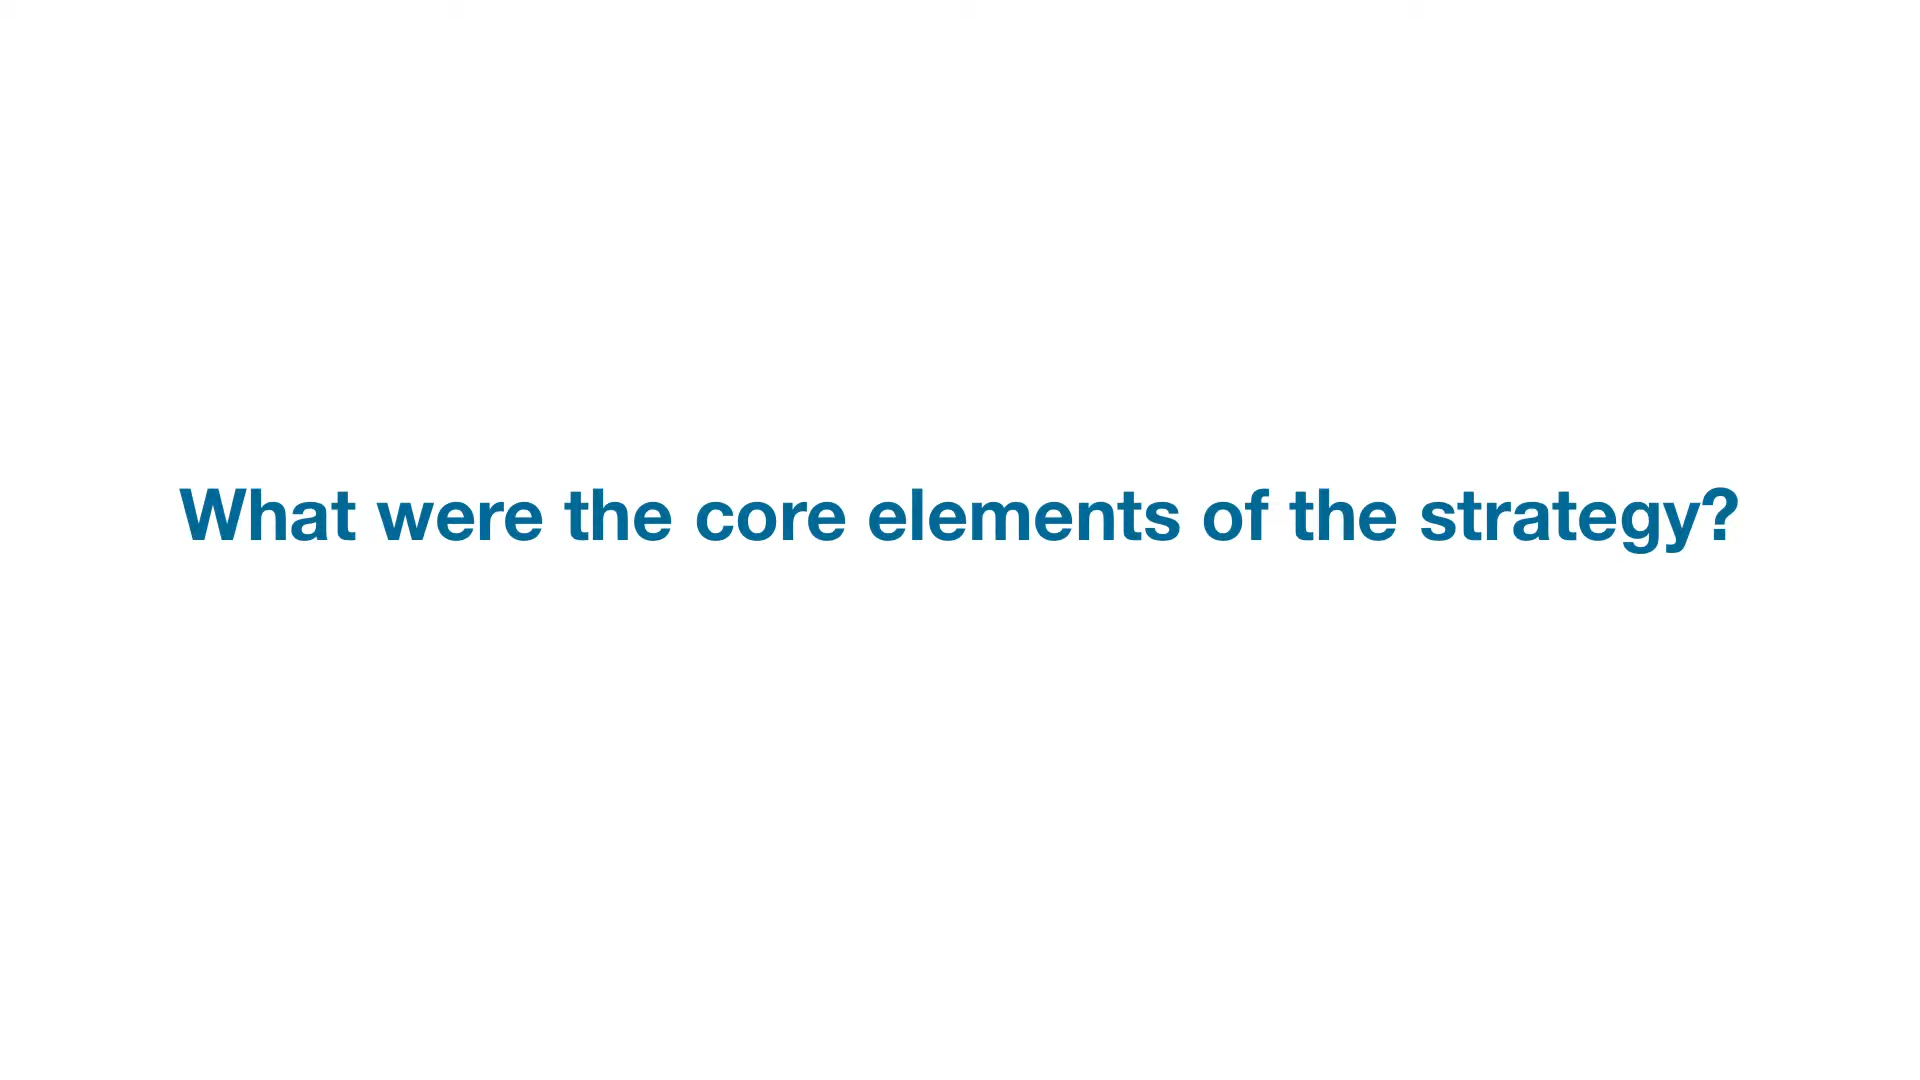 What were the core elements of the strategy?